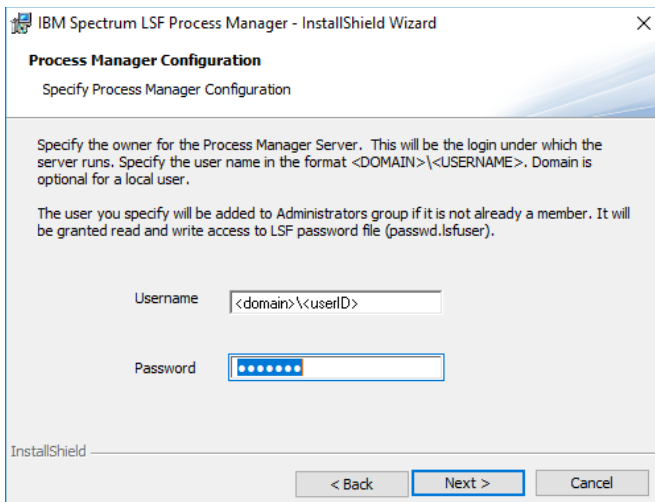 IBM Spectrum LSF Process Manager - InstallShield Wizard
Process Manager Configuration
Specify Process Manager Configuration
Specify the owner for the Process Manager Server. This will be the login under which the
server runs. Specify the user name in the format <DOMAIN>\<USERNAME>. Domain is
optional for a local user.
The user you specify will be added to Administrators group if it is not already a member. It will
be granted read and write access to LSF password file (passwd.lsfuser).
Username
<domain>\<userID>
Password
•••••••
InstallShield
< Back
Next >
Cancel